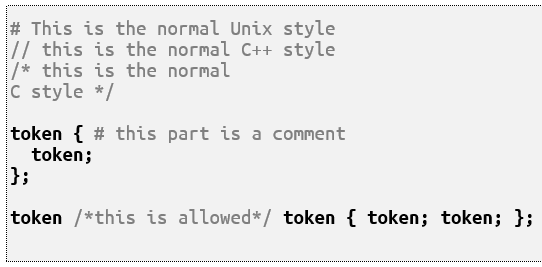 # This is the normal Unix style
// this is the normal C++ style
/* this is the normal
C style */
token { # this part is a comment
token;
};
token /*this is allowed*/ token { token; token; };